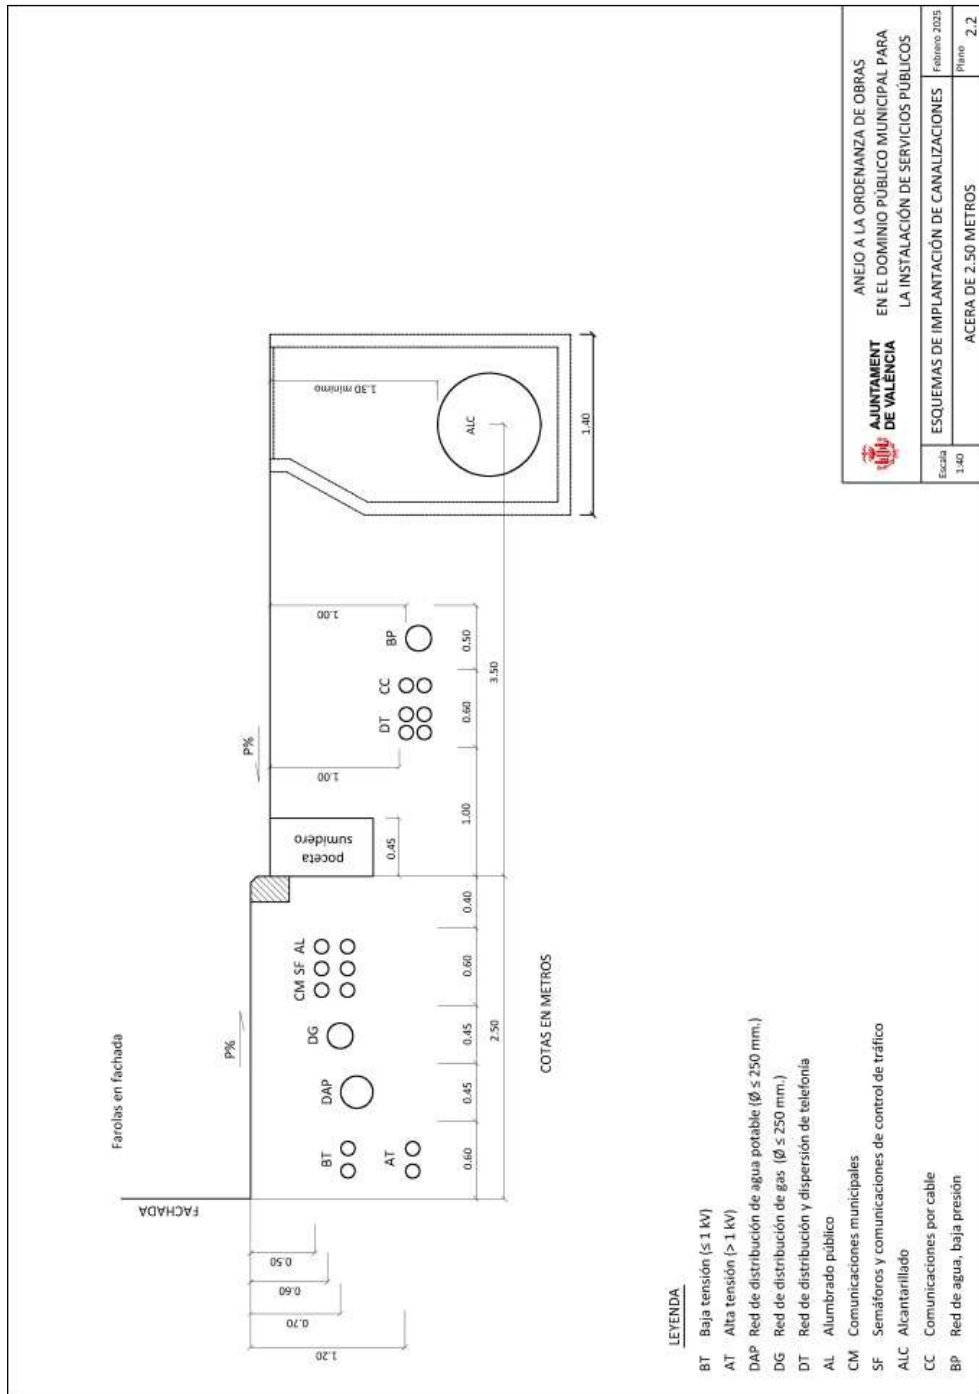 Farolas en fachada
FACHADA
P%
P%
BT
AT
DAP
DG
CM SF AL
poceta
sumidero
DT
CC
BP
ALC
0.50
0.60
0.70
1.20
1.00
1.00
1.30 mínimo
0.45
0.60
0.45
0.45
0.60
0.40
1.00
0.60
0.50
2.50
3.50
1.40
COTAS EN METROS
LEYENDA
BT Baja tensión (≤ 1 kV)
AT Alta tensión (> 1 kV)
DAP Red de distribución de agua potable (Ø ≤ 250 mm.)
DG Red de distribución de gas (Ø ≤ 250 mm.)
DT Red de distribución y dispersión de telefonía
AL Alumbrado público
CM Comunicaciones municipales
SF Semáforos y comunicaciones de control de tráfico
ALC Alcantarillado
CC Comunicaciones por cable
BP Red de agua, baja presión
AJUNTAMENT
DE VALÈNCIA
ANEJO A LA ORDENANZA DE OBRAS
EN EL DOMINIO PÚBLICO MUNICIPAL PARA
LA INSTALACIÓN DE SERVICIOS PÚBLICOS
Escala
1:40
ESQUEMAS DE IMPLANTACIÓN DE CANALIZACIONES
Febrero 2025
ACERA DE 2.50 METROS
Plano 2.2